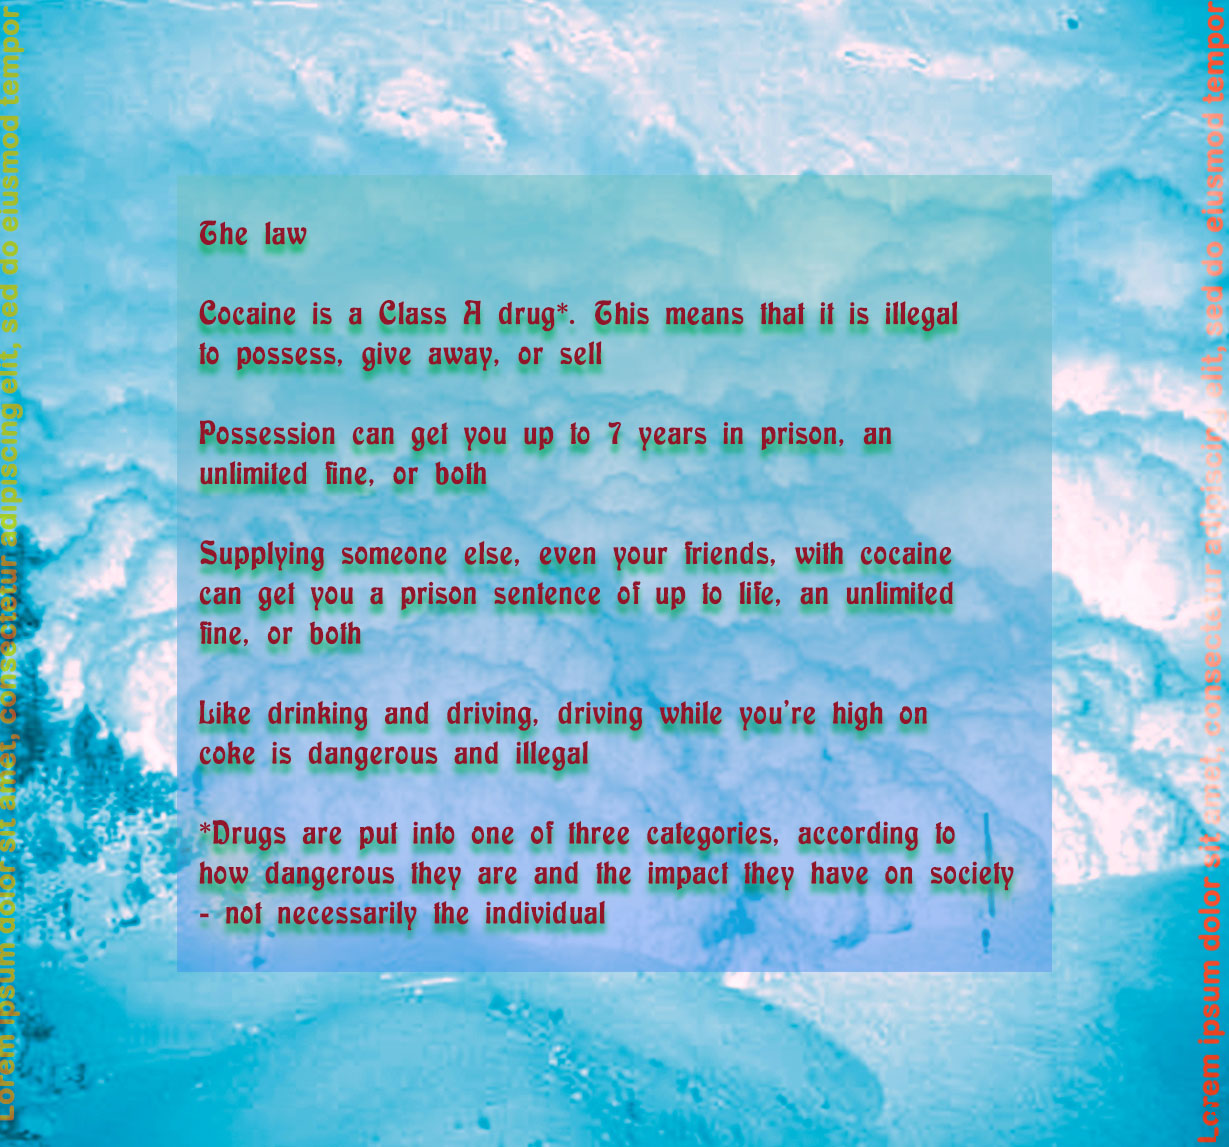 The law
Cocaine is a Class A drug*. This means that it is illegal
to possess, give away, or sell
Possession can get you up to 7 years in prison, an
unlimited fine, or both
Supplying someone else, even your friends, with cocaine
can get you a prison sentence of up to life, an unlimited
fine, or both
Like drinking and driving, driving while you're high on
coke is dangerous and illegal
*Drugs are put into one of three categories, according to
how dangerous they are and the impact they have on society
- not necessarily the individual
Lorem ipsum dolor sit amet, consectetur adipiscing elit, sed do eiusmod tempor
Lorem ipsum dolor sit amet, consectetur adipiscing elit, sed do eiusmod tempor